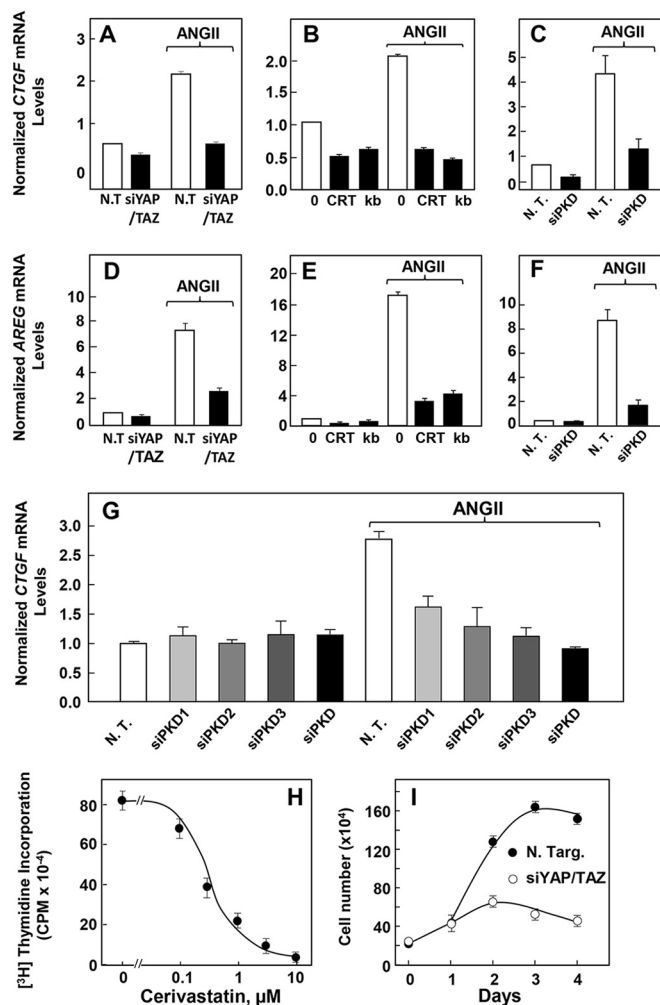 A
ANGII
Normalized CTGF mRNA
Levels
2
1
0
N.T siYAP
/TAZ
N.T siYAP
/TAZ
B
ANGII
2.0
1.5
1.0
0.5
0.0
0 CRT kb 0 CRT kb
C
ANGII
5
4
3
2
1
0
N. T.
siPKD
N. T.
siPKD
D
ANGII
Normalized AREG mRNA
Levels
10
8
6
4
2
0
N.T siYAP
/TAZ
N.T siYAP
/TAZ
E
ANGII
20
16
12
8
4
0
0 CRT kb 0 CRT kb
F
ANGII
10
8
6
4
2
0
N. T.
siPKD
N. T.
siPKD
G
ANGII
Normalized CTGF mRNA
Levels
3.0
2.5
2.0
1.5
1.0
0.5
0.0
N. T.
siPKD1
siPKD2
siPKD3
siPKD
N. T.
siPKD1
siPKD2
siPKD3
siPKD
H
[³H] Thymidine Incorporation
(CPM x 10⁻⁴)
80
60
40
20
0
0 0.1 1 10
Cerivastatin, µM
I
Cell number (x10⁴)
160
120
80
40
0
N. Targ.
siYAP/TAZ
0 1 2 3 4
Days